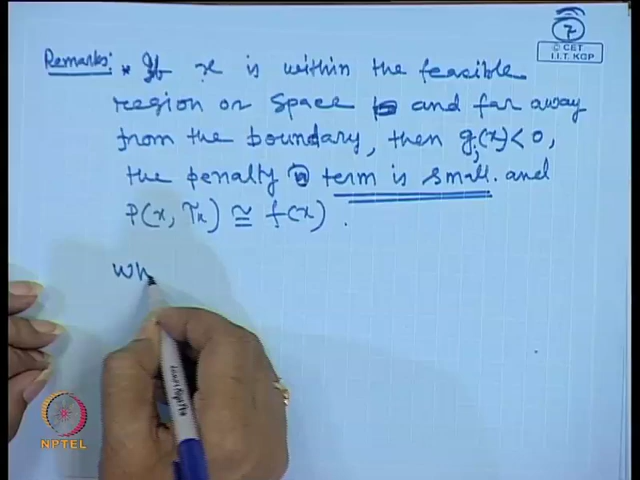 7
© CET
I.I.T. KGP
Remarks: * If x is within the feasible
region or space and far away
from the boundary, then gj(x) < 0,
the penalty term is small. and
P(x, rk) ≅ f(x).
Wh
NPTEL